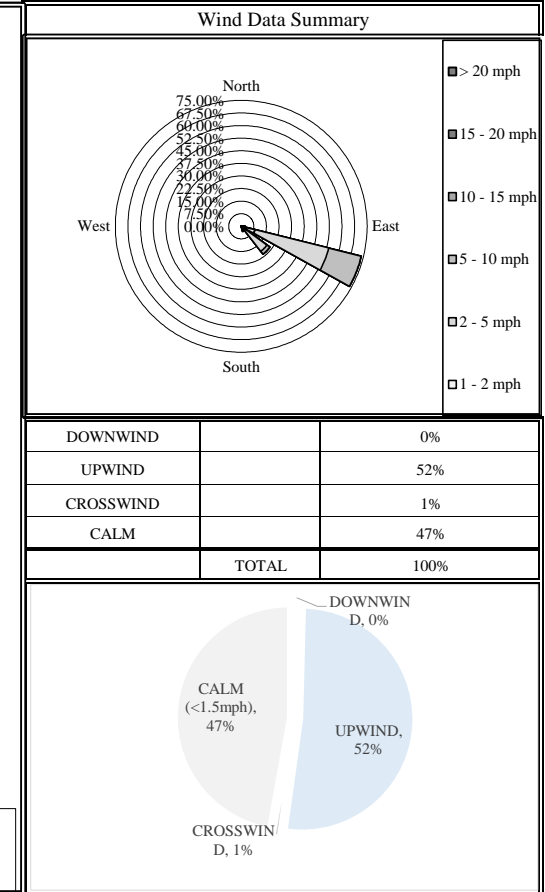 Wind Data Summary
North
75.00%
67.50%
60.00%
52.50%
45.00%
37.50%
30.00%
22.50%
15.00%
7.50%
0.00%
West
East
South
> 20 mph
15 - 20 mph
10 - 15 mph
5 - 10 mph
2 - 5 mph
1 - 2 mph
DOWNWIND 0%
UPWIND 52%
CROSSWIND 1%
CALM 47%
TOTAL 100%
DOWNWIN
D, 0%
CALM
(<1.5mph),
47%
UPWIND,
52%
CROSSWIN
D, 1%